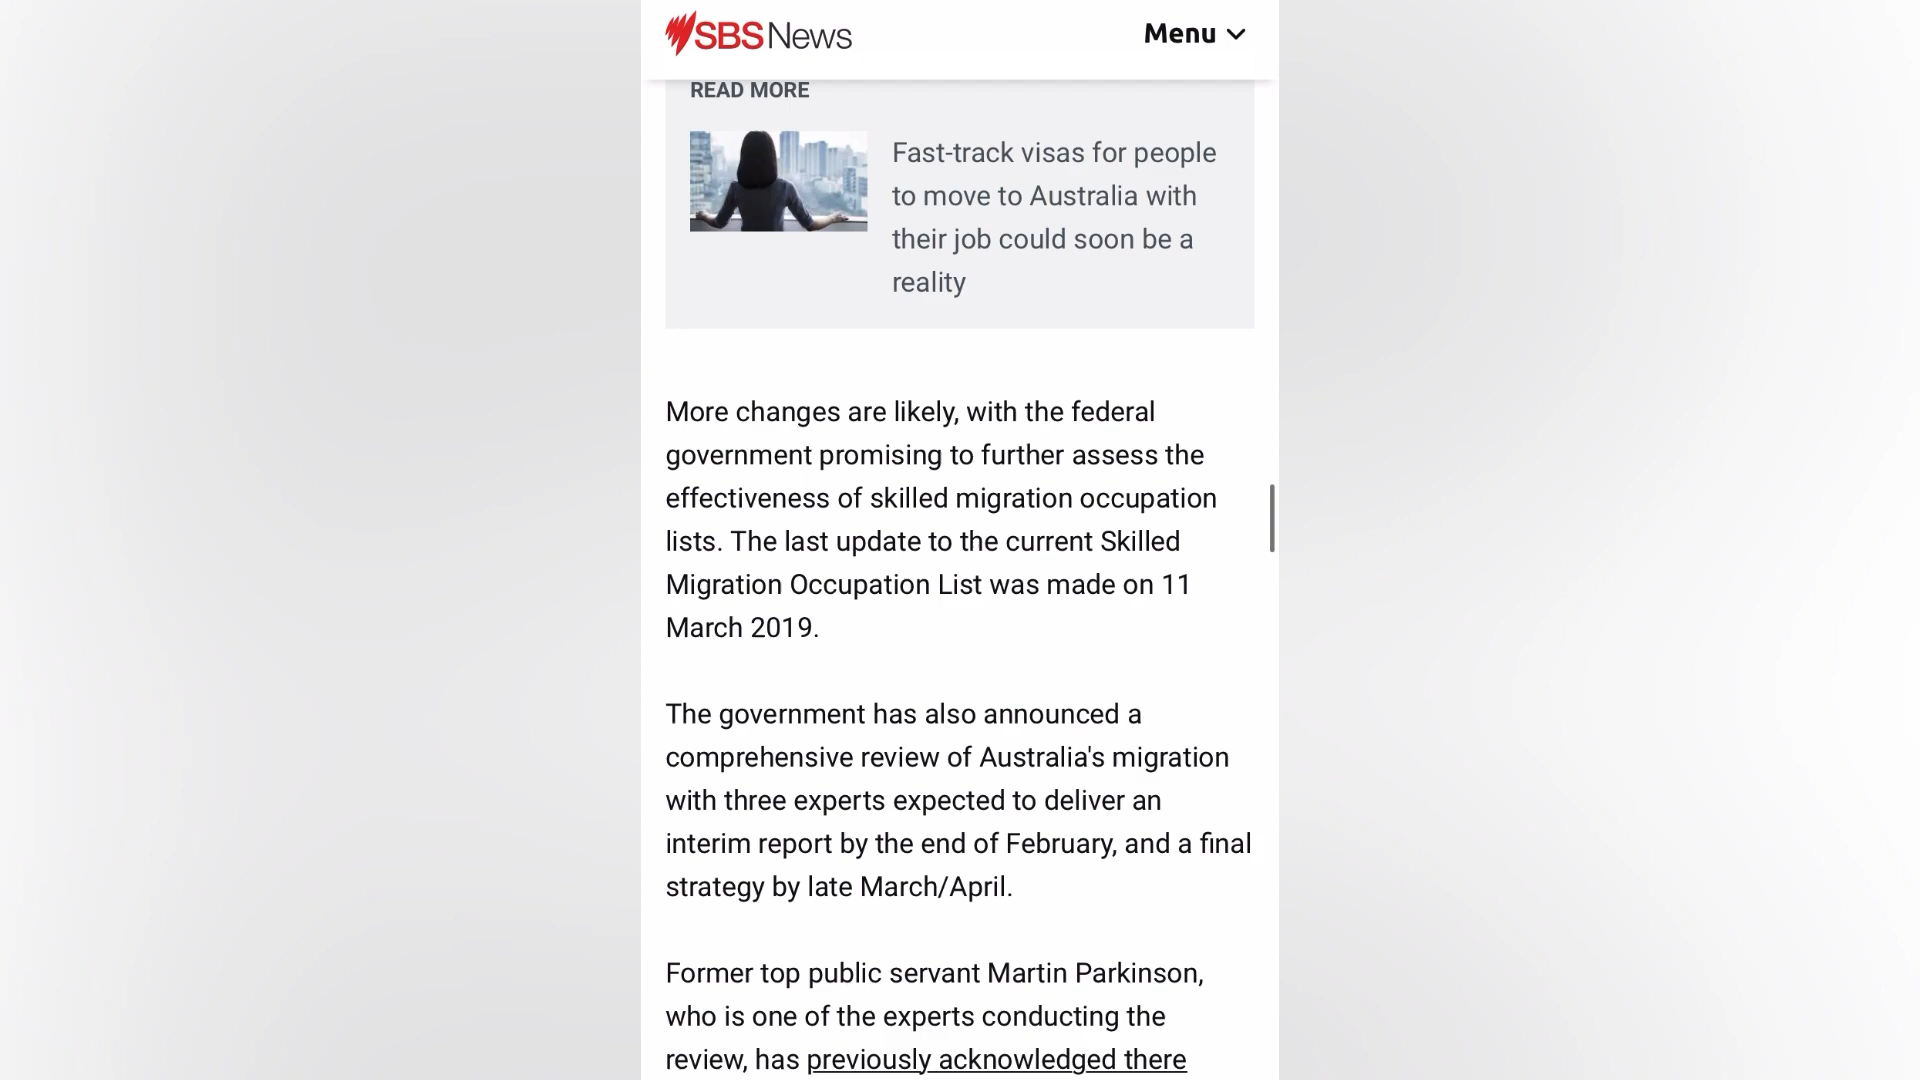 SBS News
Menu
READ MORE
Fast-track visas for people
to move to Australia with
their job could soon be a
reality
More changes are likely, with the federal
government promising to further assess the
effectiveness of skilled migration occupation
lists. The last update to the current Skilled
Migration Occupation List was made on 11
March 2019.
The government has also announced a
comprehensive review of Australia's migration
with three experts expected to deliver an
interim report by the end of February, and a final
strategy by late March/April.
Former top public servant Martin Parkinson,
who is one of the experts conducting the
review, has previously acknowledged there